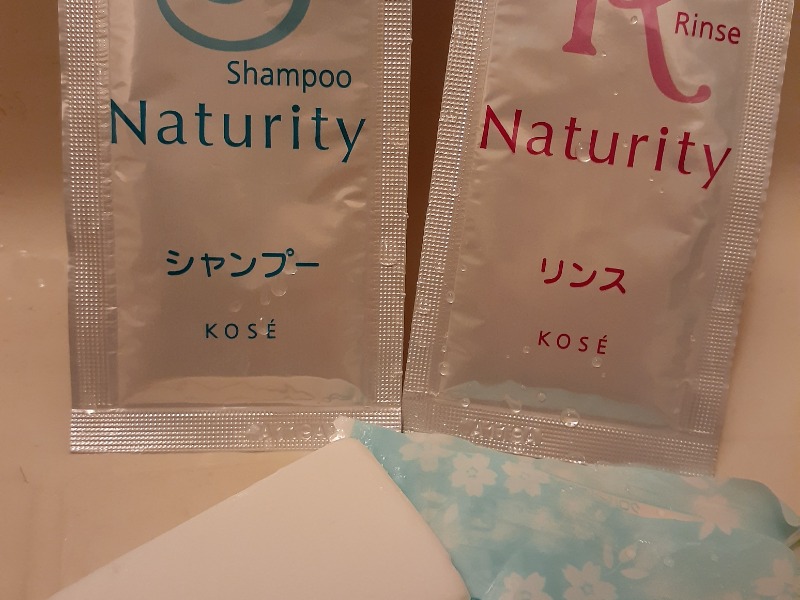 Shampoo
Naturity
シャンプー
KOSÉ
Rinse
Naturity
リンス
KOSÉ